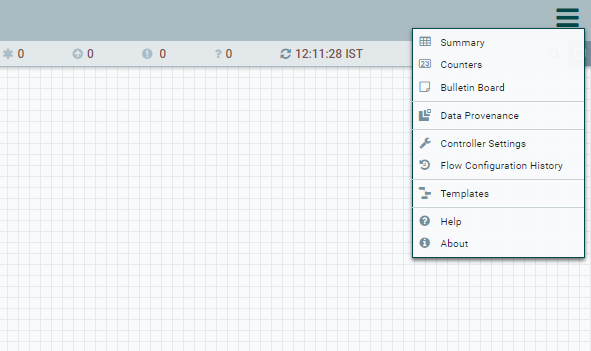 0 0 0 ? 0 12:11:28 IST
Summary
23 Counters
Bulletin Board
Data Provenance
Controller Settings
Flow Configuration History
Templates
? Help
i About